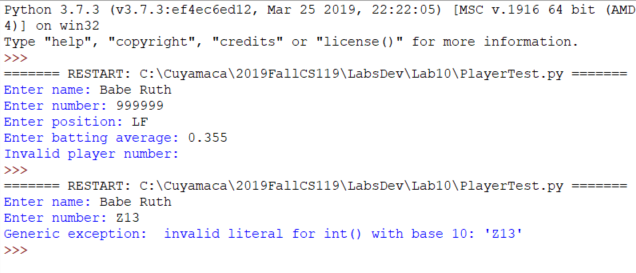 Python 3.7.3 (v3.7.3:ef4ec6ed12, Mar 25 2019, 22:22:05) [MSC v.1916 64 bit (AMD
4)] on win32
Type "help", "copyright", "credits" or "license()" for more information.
>>>
======= RESTART: C:\Cuyamaca\2019FallCS119\LabsDev\Lab10\PlayerTest.py =======
Enter name: Babe Ruth
Enter number: 999999
Enter position: LF
Enter batting average: 0.355
Invalid player number:
>>>
======= RESTART: C:\Cuyamaca\2019FallCS119\LabsDev\Lab10\PlayerTest.py =======
Enter name: Babe Ruth
Enter number: Z13
Generic exception:  invalid literal for int() with base 10: 'Z13'
>>>